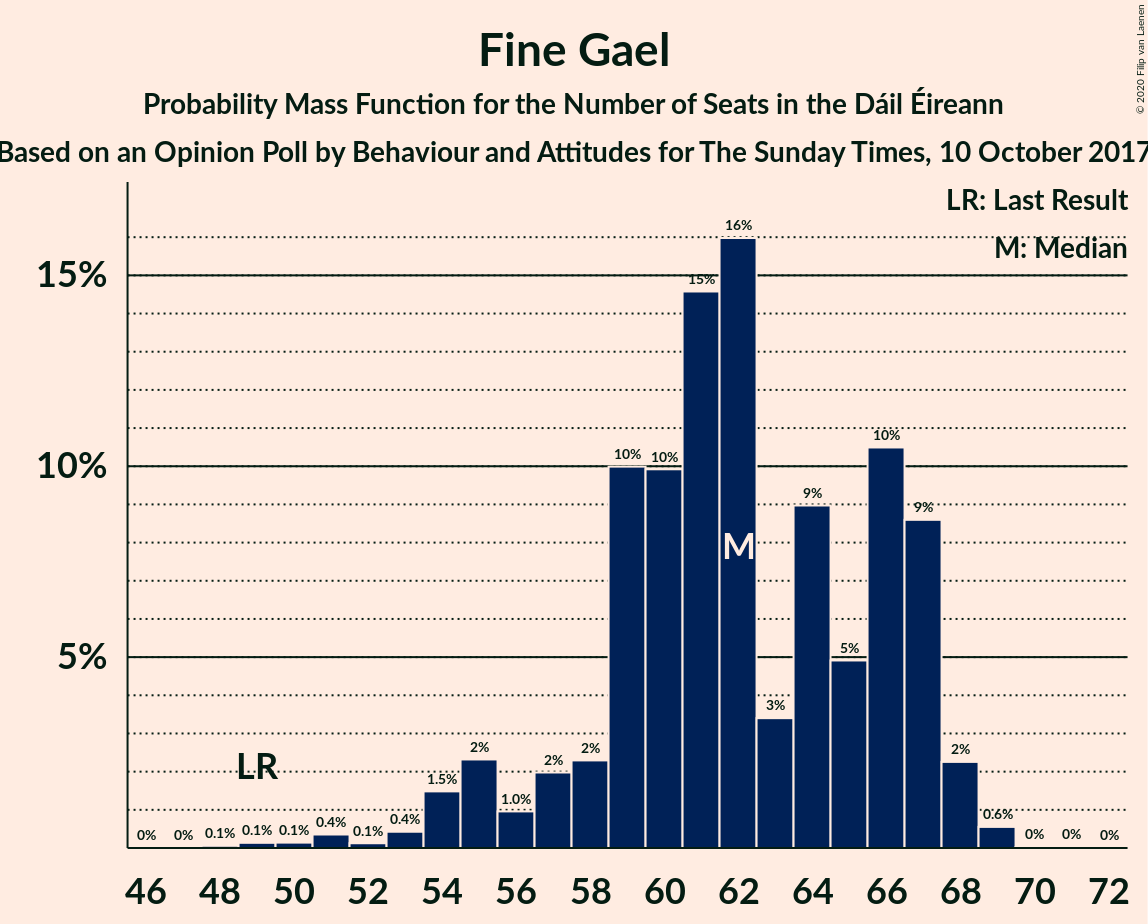 Fine Gael
Probability Mass Function for the Number of Seats in the Dáil Éireann
Based on an Opinion Poll by Behaviour and Attitudes for The Sunday Times, 10 October 2017
© 2020 Filip van Laenen
LR: Last Result
M: Median
15%
10%
5%
0% 0% 0.1% 0.1% 0.1% 0.4% 0.1% 0.4% 1.5% 2% 1.0% 2% 2% 10% 10% 15% 16% 3% 9% 5% 10% 9% 2% 0.6% 0% 0% 0%
LR
M
46 48 50 52 54 56 58 60 62 64 66 68 70 72